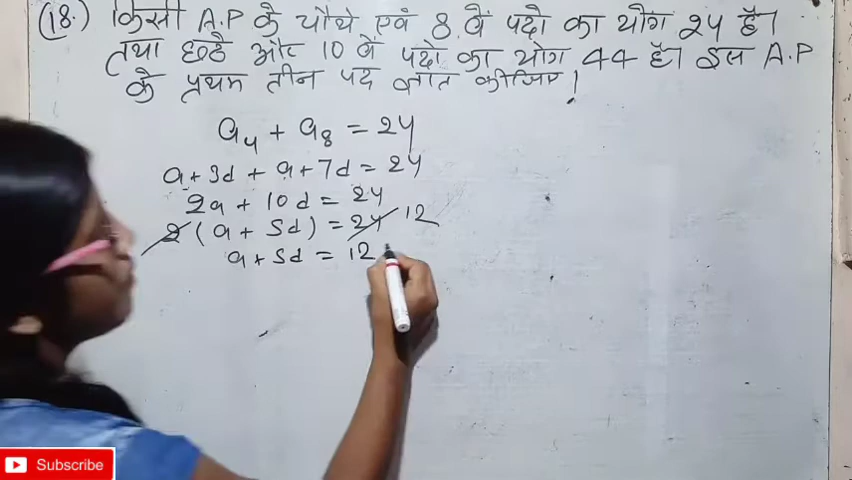 (18.) किसी A.P के चौथे एवं 8 वें पदो का योग 24 है।
तथा छठे और 10 वें पदो का योग 44 है। इस A.P
के प्रथम तीन पद ज्ञात कीजिए।
a₄ + a₈ = 24
a + 3d + a + 7d = 24
2a + 10d = 24
2 ( a + 5d ) = 24 12
a + 5d = 12
Subscribe